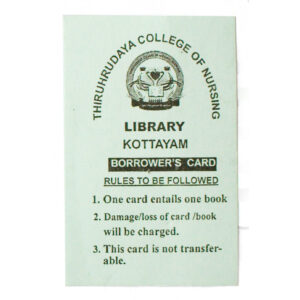 THIRUHRUDAYA COLLEGE OF NURSING
LIBRARY
KOTTAYAM
BORROWER'S CARD
RULES TO BE FOLLOWED
1. One card entails one book
2. Damage/loss of card /book
will be charged.
3. This card is not transfer-
able.